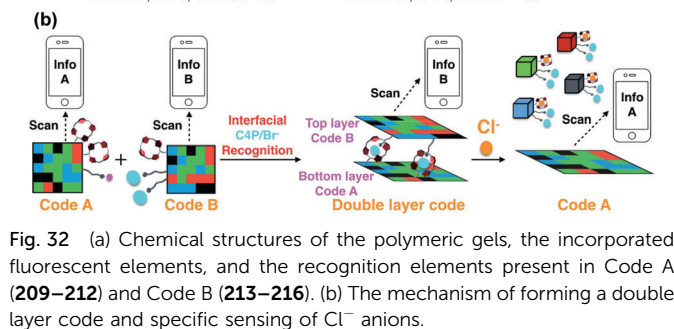 (b)
Info
A
Info
B
Info
B
Info
A
Scan
Scan
Scan
Scan
Interfacial
C4P/Br⁻
Recognition
Top layer
Code B
Bottom layer
Code A
Cl⁻
+
Code A
Code B
Double layer code
Code A
Fig. 32 (a) Chemical structures of the polymeric gels, the incorporated
fluorescent elements, and the recognition elements present in Code A
(209–212) and Code B (213–216). (b) The mechanism of forming a double
layer code and specific sensing of Cl⁻ anions.